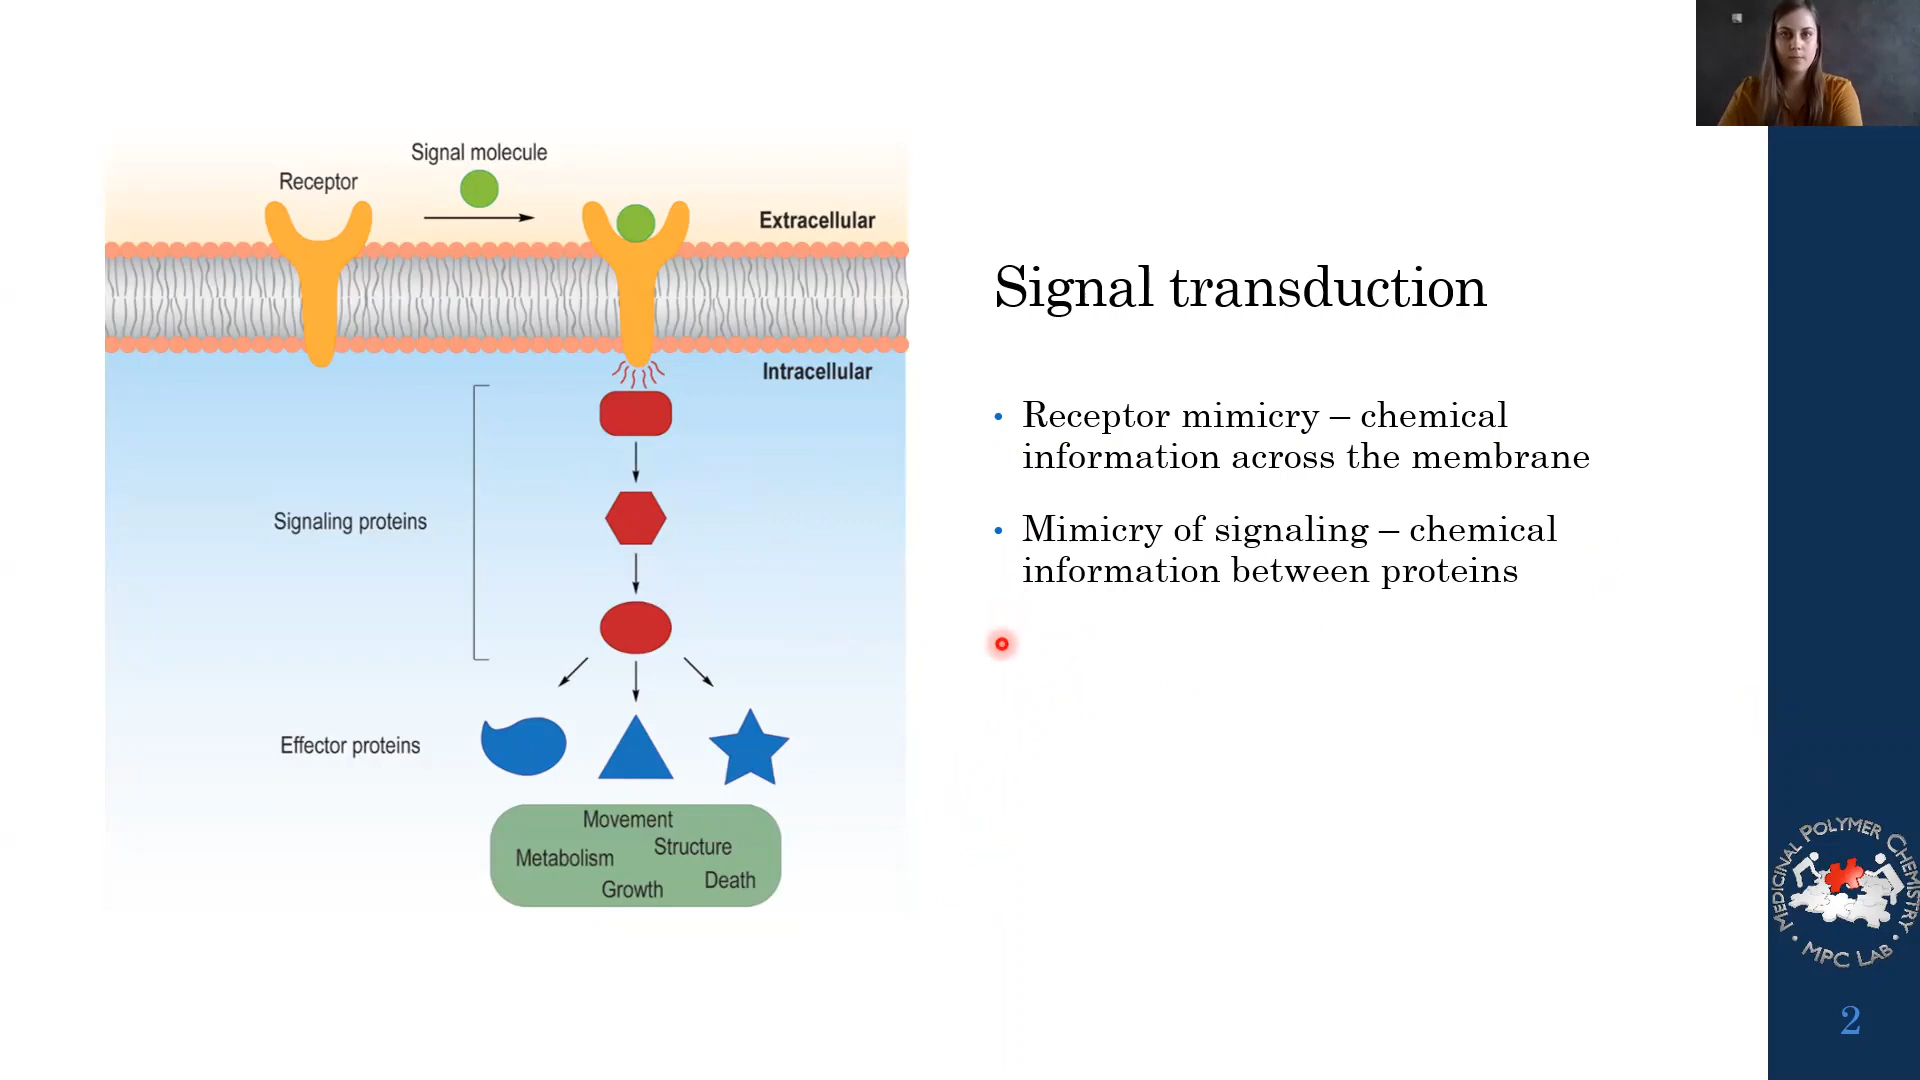 Signal molecule
Receptor
Extracellular
Intracellular
Signaling proteins
Effector proteins
Movement
Structure
Metabolism
Death
Growth
Signal transduction
• Receptor mimicry – chemical
information across the membrane
• Mimicry of signaling – chemical
information between proteins
MEDICINAL POLYMER CHEMISTRY
• MPC LAB •
2